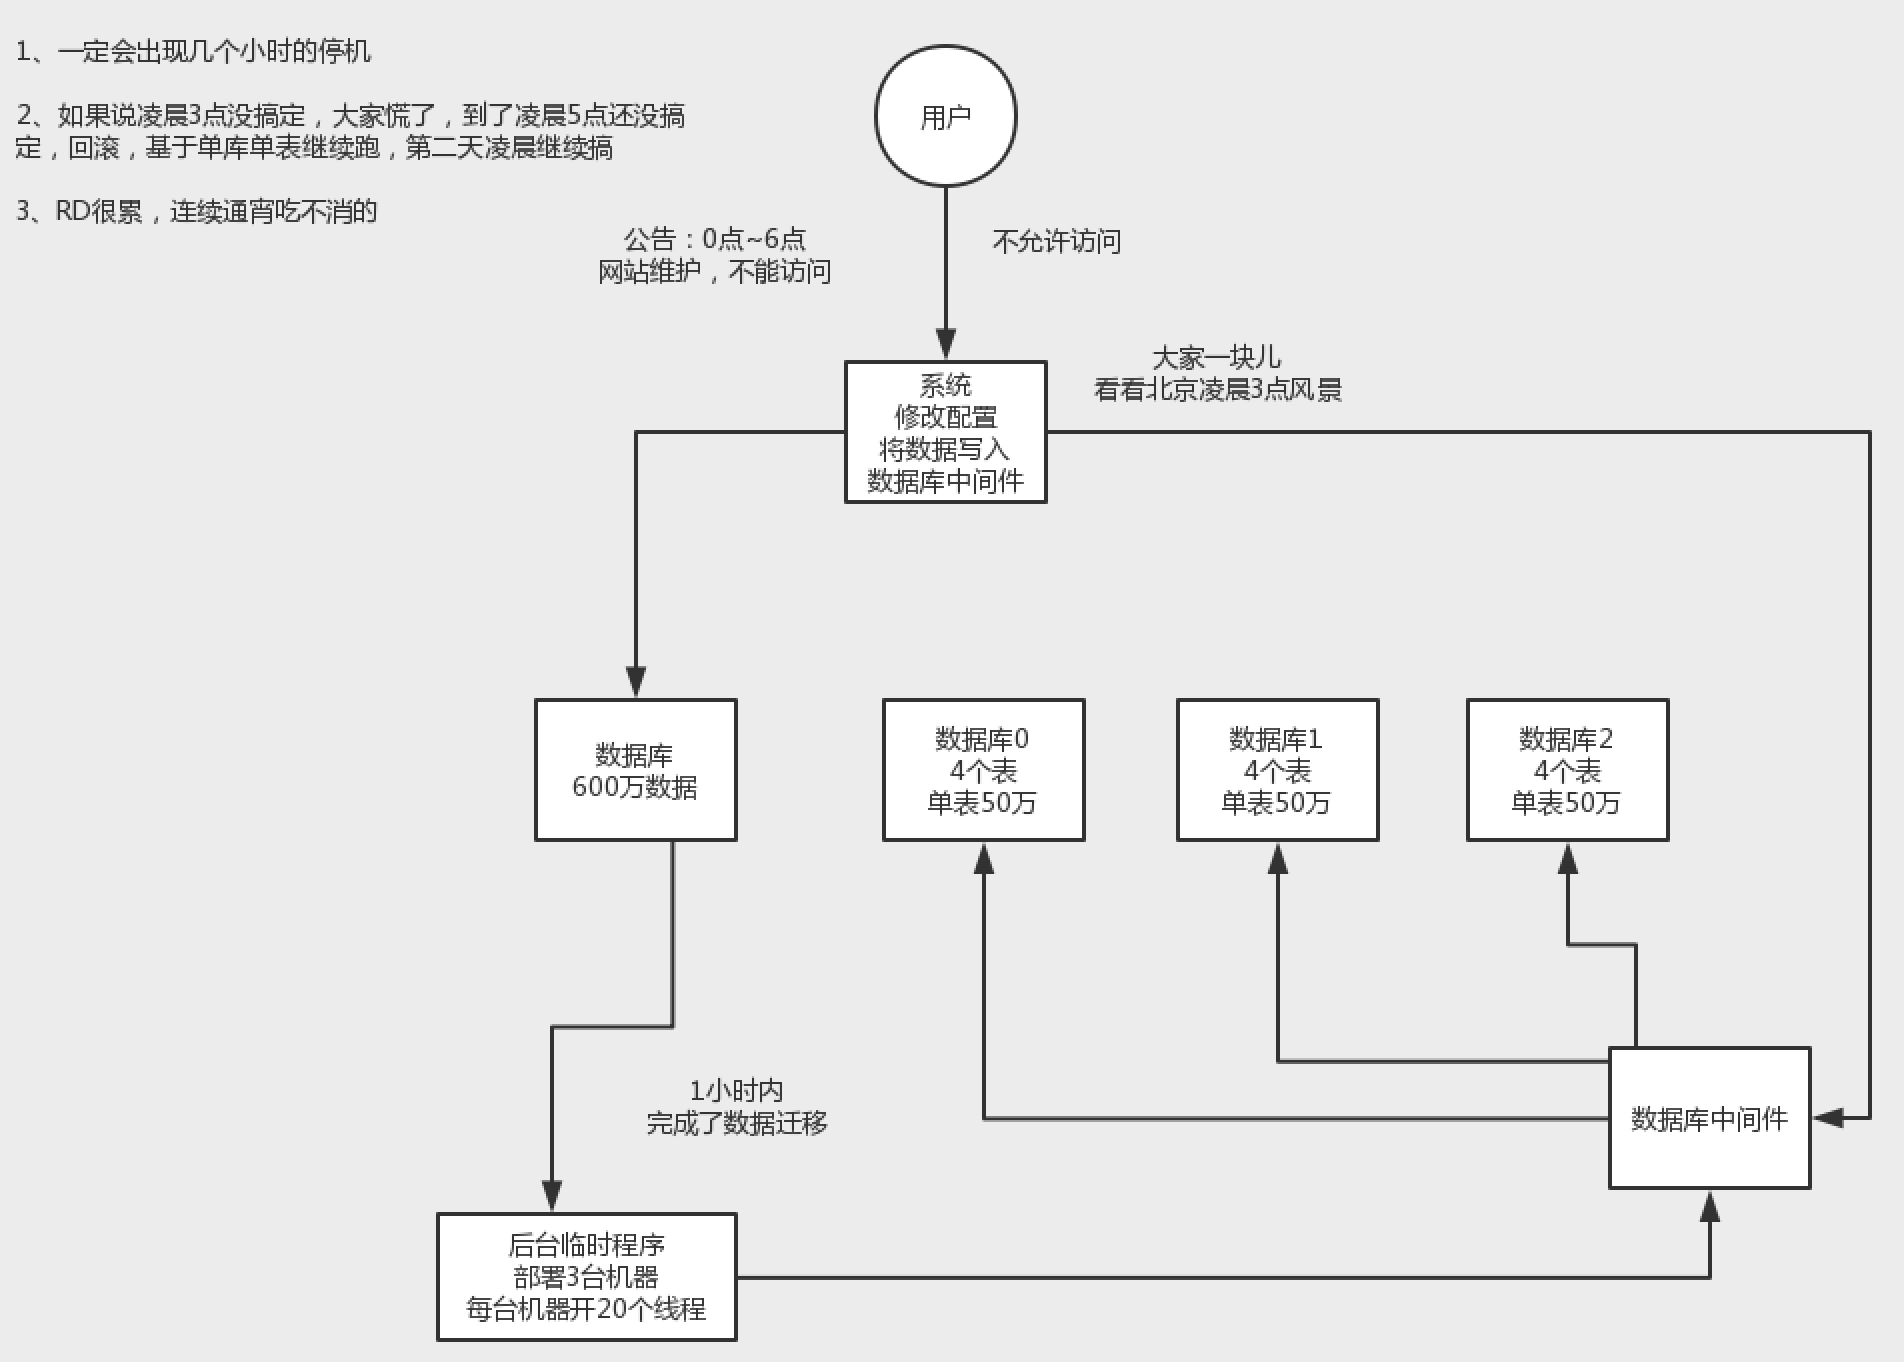 1、一定会出现几个小时的停机
2、如果说凌晨3点没搞定，大家慌了，到了凌晨5点还没搞
定，回滚，基于单库单表继续跑，第二天凌晨继续搞
3、RD很累，连续通宵吃不消的
用户
公告：0点~6点
网站维护，不能访问
不允许访问
大家一块儿
看看北京凌晨3点风景
系统
修改配置
将数据写入
数据库中间件
数据库
600万数据
数据库0
4个表
单表50万
数据库1
4个表
单表50万
数据库2
4个表
单表50万
1小时内
完成了数据迁移
数据库中间件
后台临时程序
部署3台机器
每台机器开20个线程